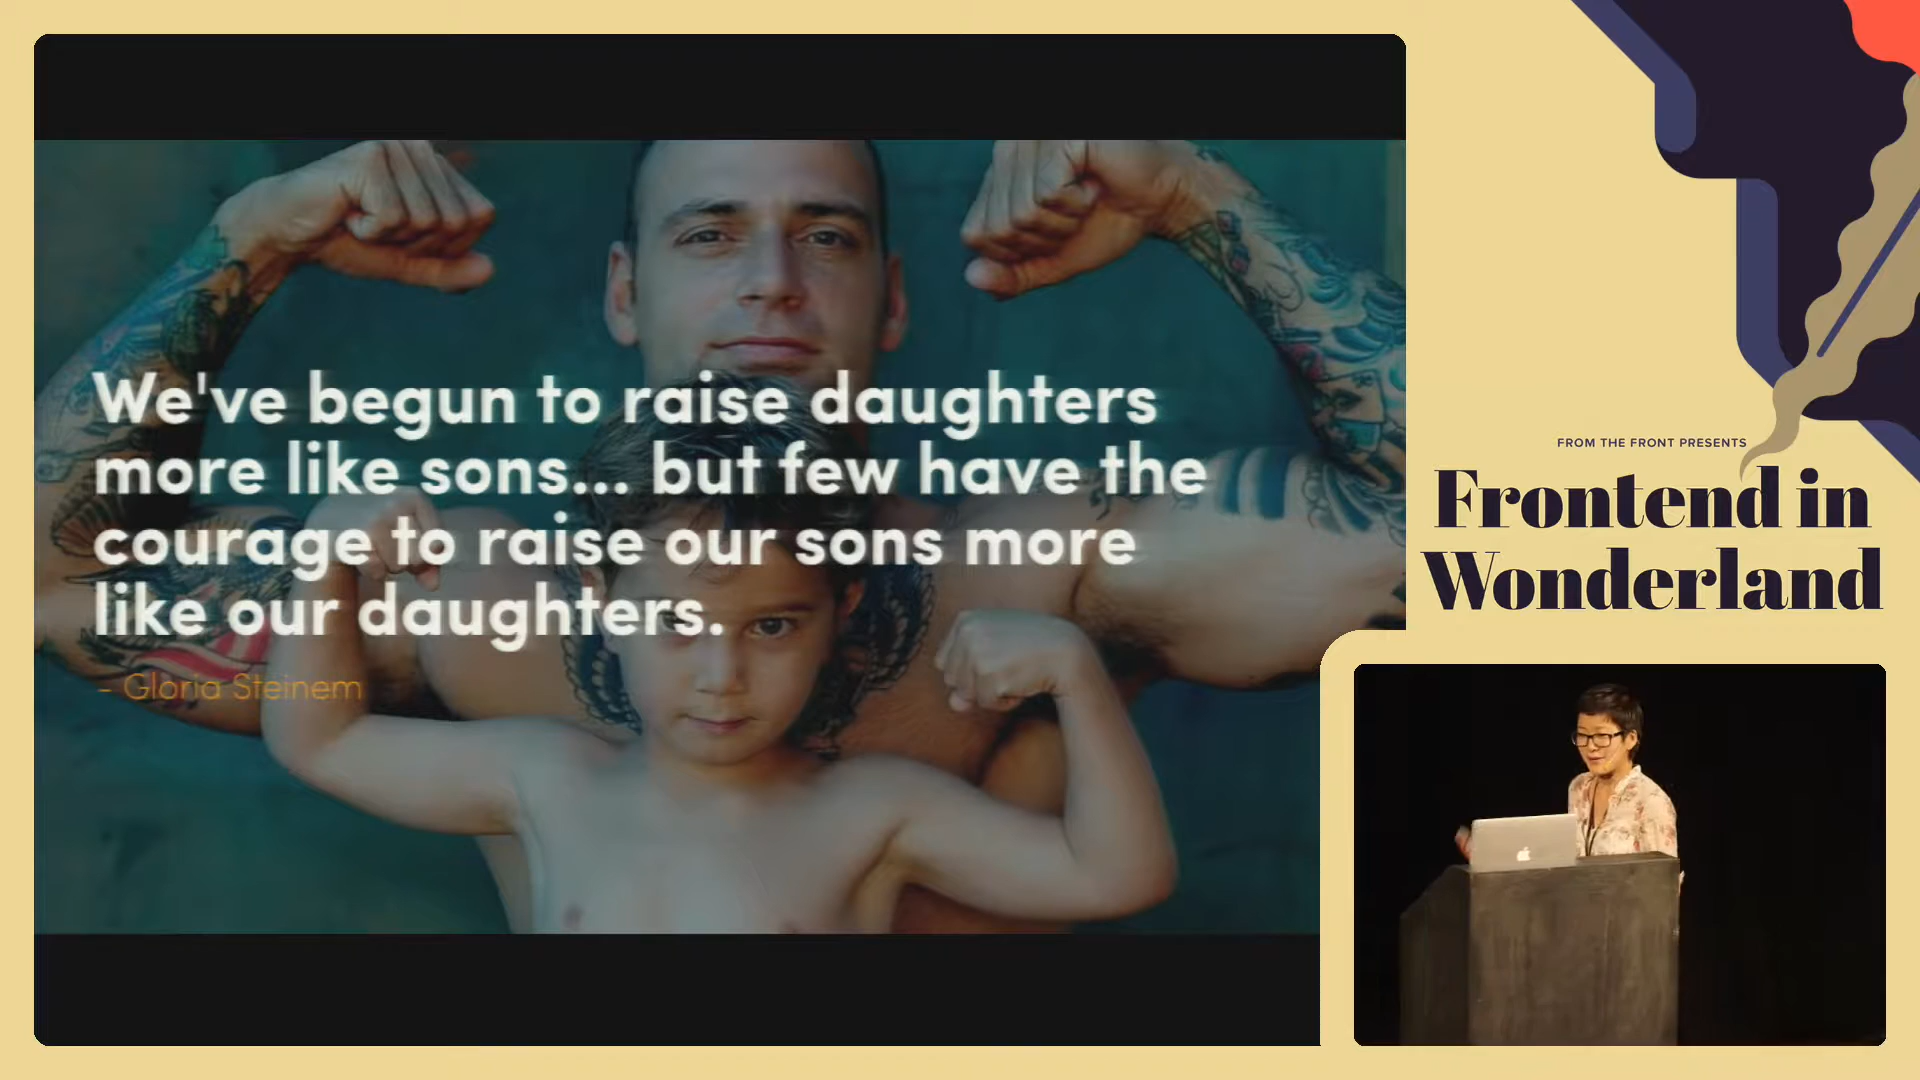 We've begun to raise daughters
more like sons... but few have the
courage to raise our sons more
like our daughters.
- Gloria Steinem
FROM THE FRONT PRESENTS
Frontend in
Wonderland